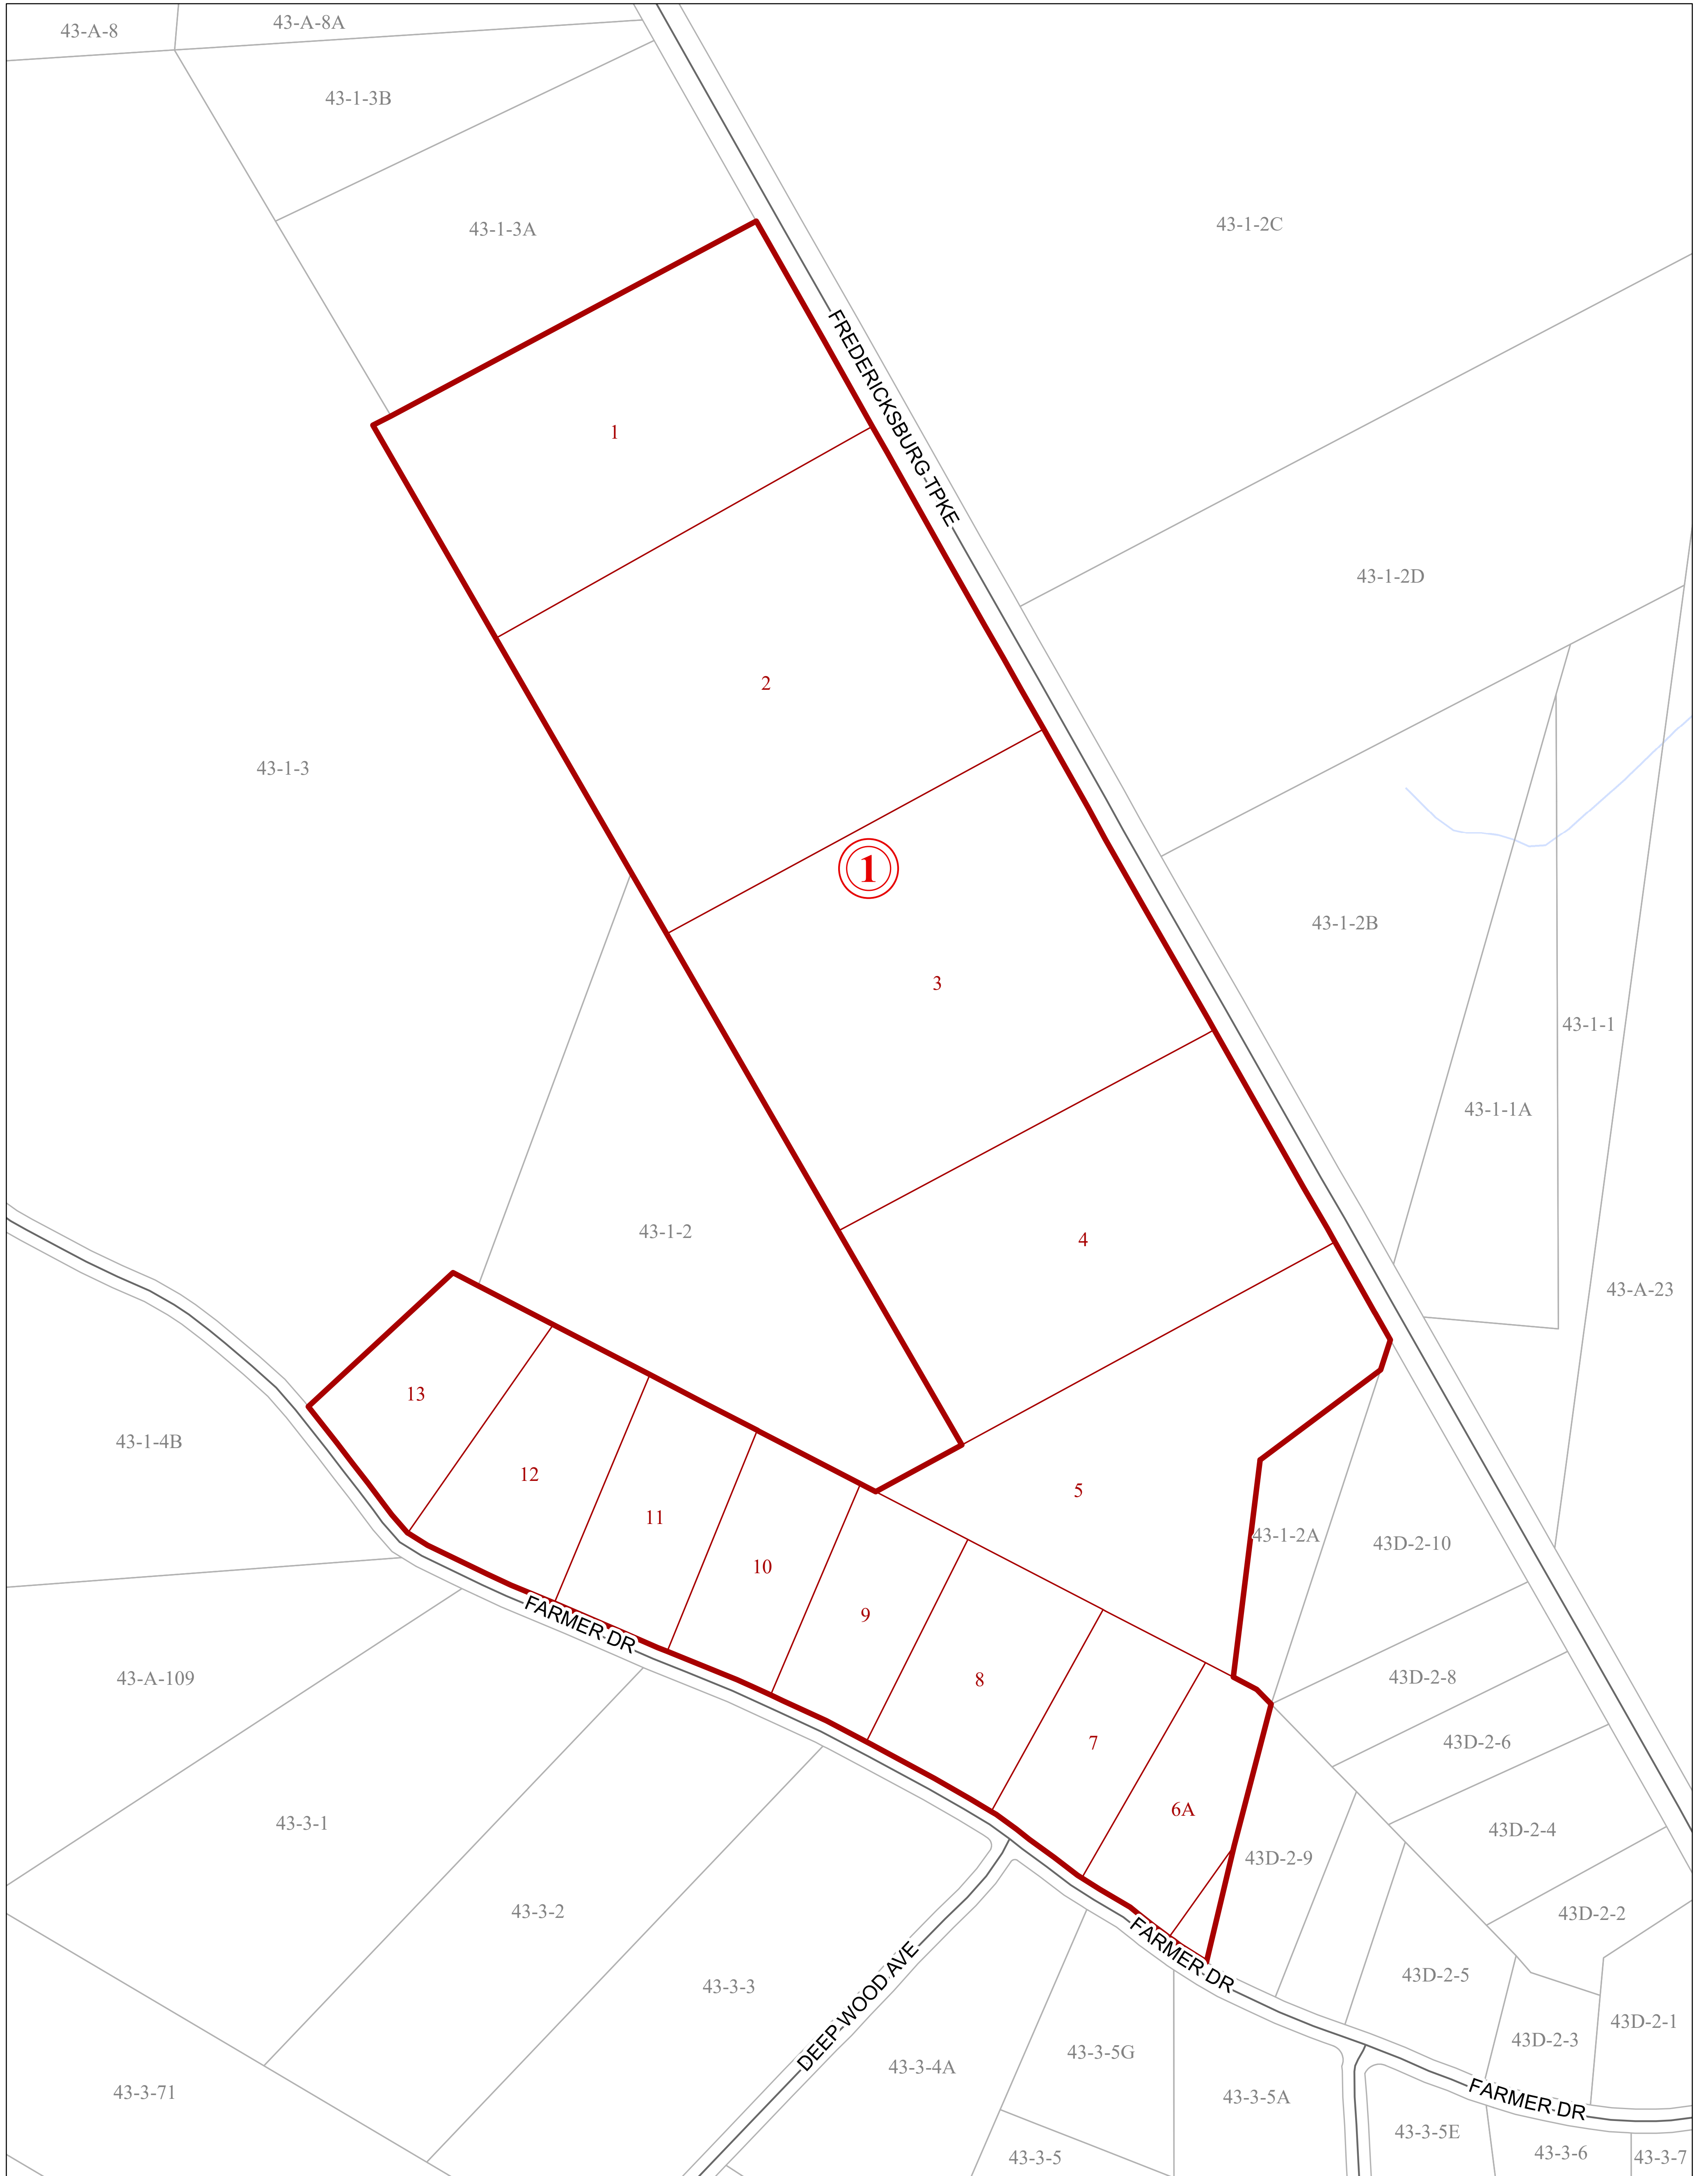 43-A-8
43-A-8A
43-1-3B
43-1-3A
43-1-2C
FREDERICKSBURG TPKE
1
43-1-2D
2
43-1-3
1
43-1-2B
3
43-1-1
43-1-1A
43-1-2
4
43-A-23
13
43-1-4B
12
5
11
43-1-2A
43D-2-10
10
9
FARMER DR
43-A-109
8
43D-2-8
7
43D-2-6
6A
43-3-1
43D-2-4
43D-2-9
43-3-2
43D-2-2
FARMER DR
43D-2-5
43-3-3
DEEP WOOD AVE
43D-2-1
43D-2-3
43-3-5G
43-3-4A
43-3-71
43-3-5A
FARMER DR
43-3-5E
43-3-6
43-3-5
43-3-7